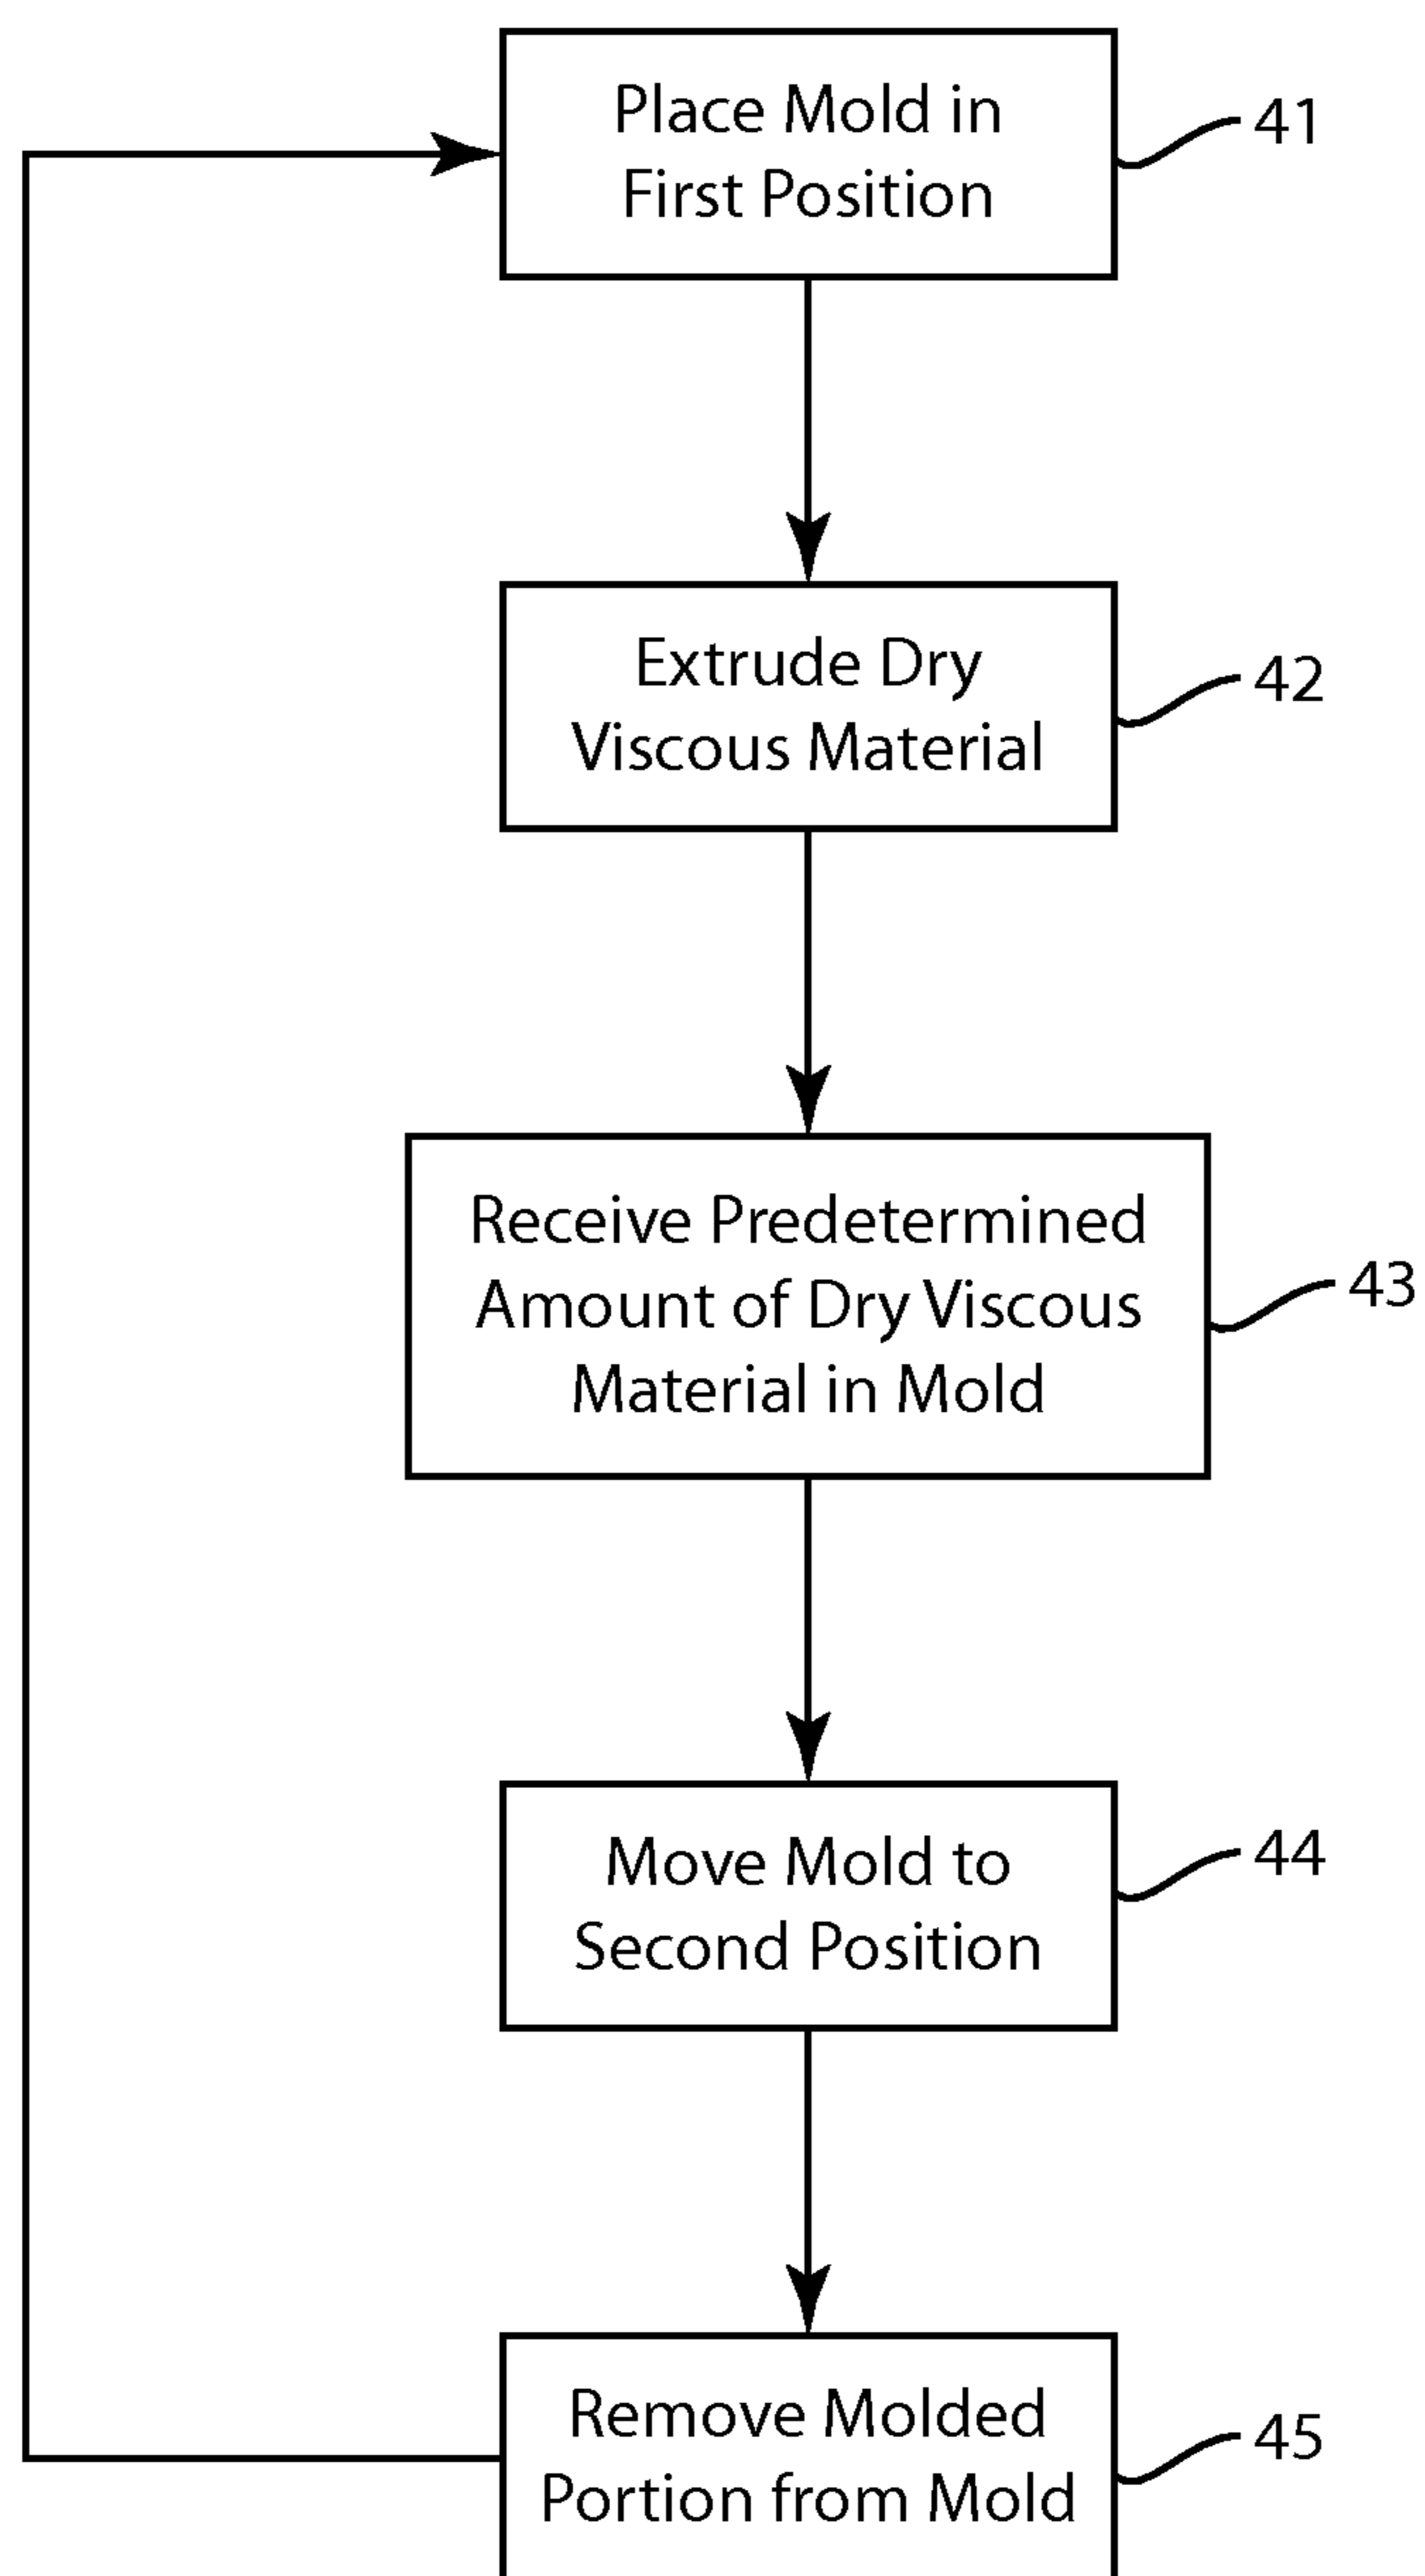 Place Mold in
First Position
41
Extrude Dry
Viscous Material
42
Receive Predetermined
Amount of Dry Viscous
Material in Mold
43
Move Mold to
Second Position
44
Remove Molded
Portion from Mold
45